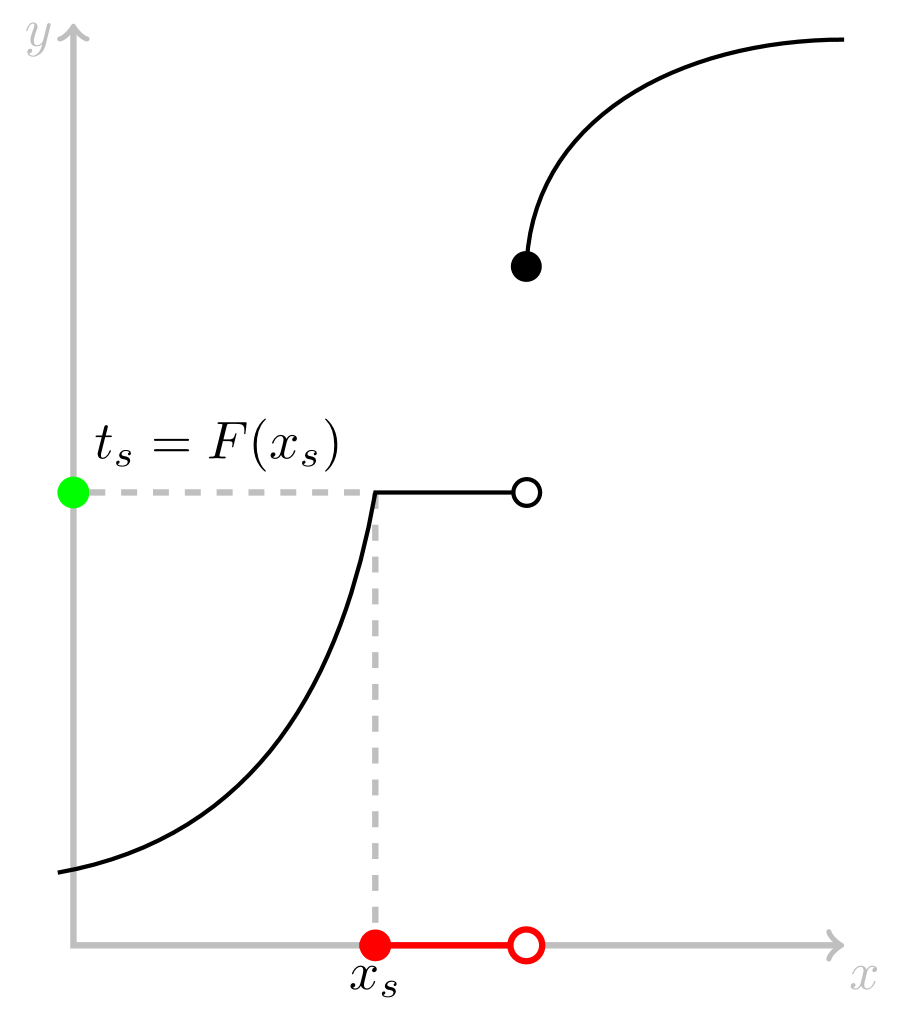 y
t_s = F(x_s)
x_s
x